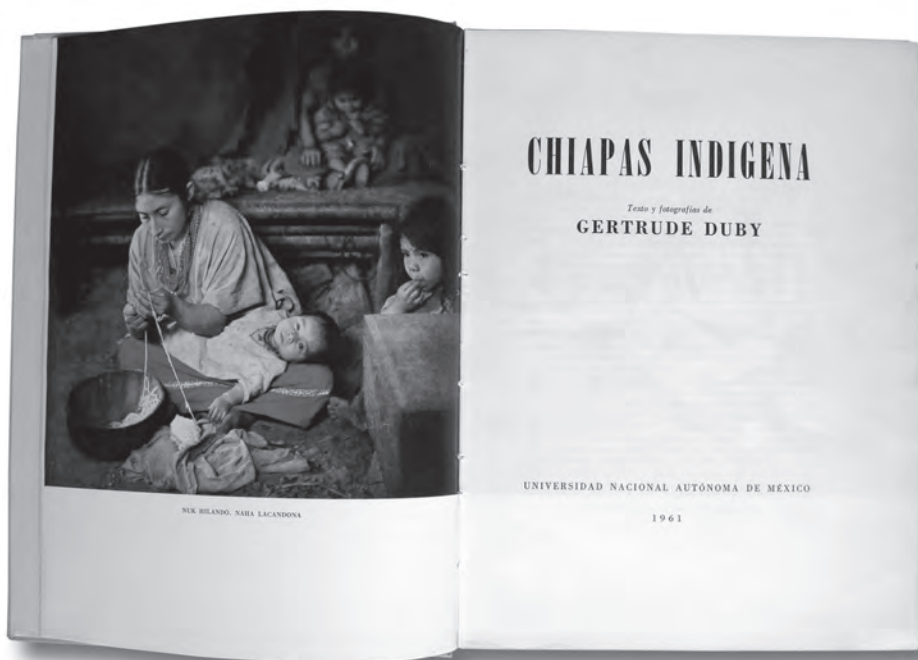 NUK HILANDO. NAHA LACANDONA
CHIAPAS INDIGENA
Texto y fotografías de
GERTRUDE DUBY
UNIVERSIDAD NACIONAL AUTÓNOMA DE MÉXICO
1961